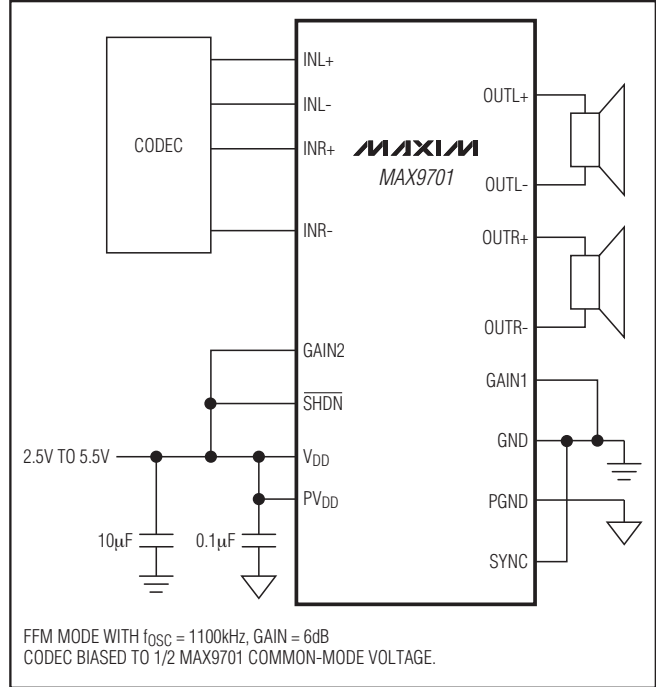 CODEC
INL+
INL-
INR+
INR-
MAXIM
MAX9701
OUTL+
OUTL-
OUTR+
OUTR-
GAIN2
SHDN
2.5V TO 5.5V
VDD
PVDD
10μF
0.1μF
GAIN1
GND
PGND
SYNC
FFM MODE WITH fOSC = 1100kHz, GAIN = 6dB
CODEC BIASED TO 1/2 MAX9701 COMMON-MODE VOLTAGE.